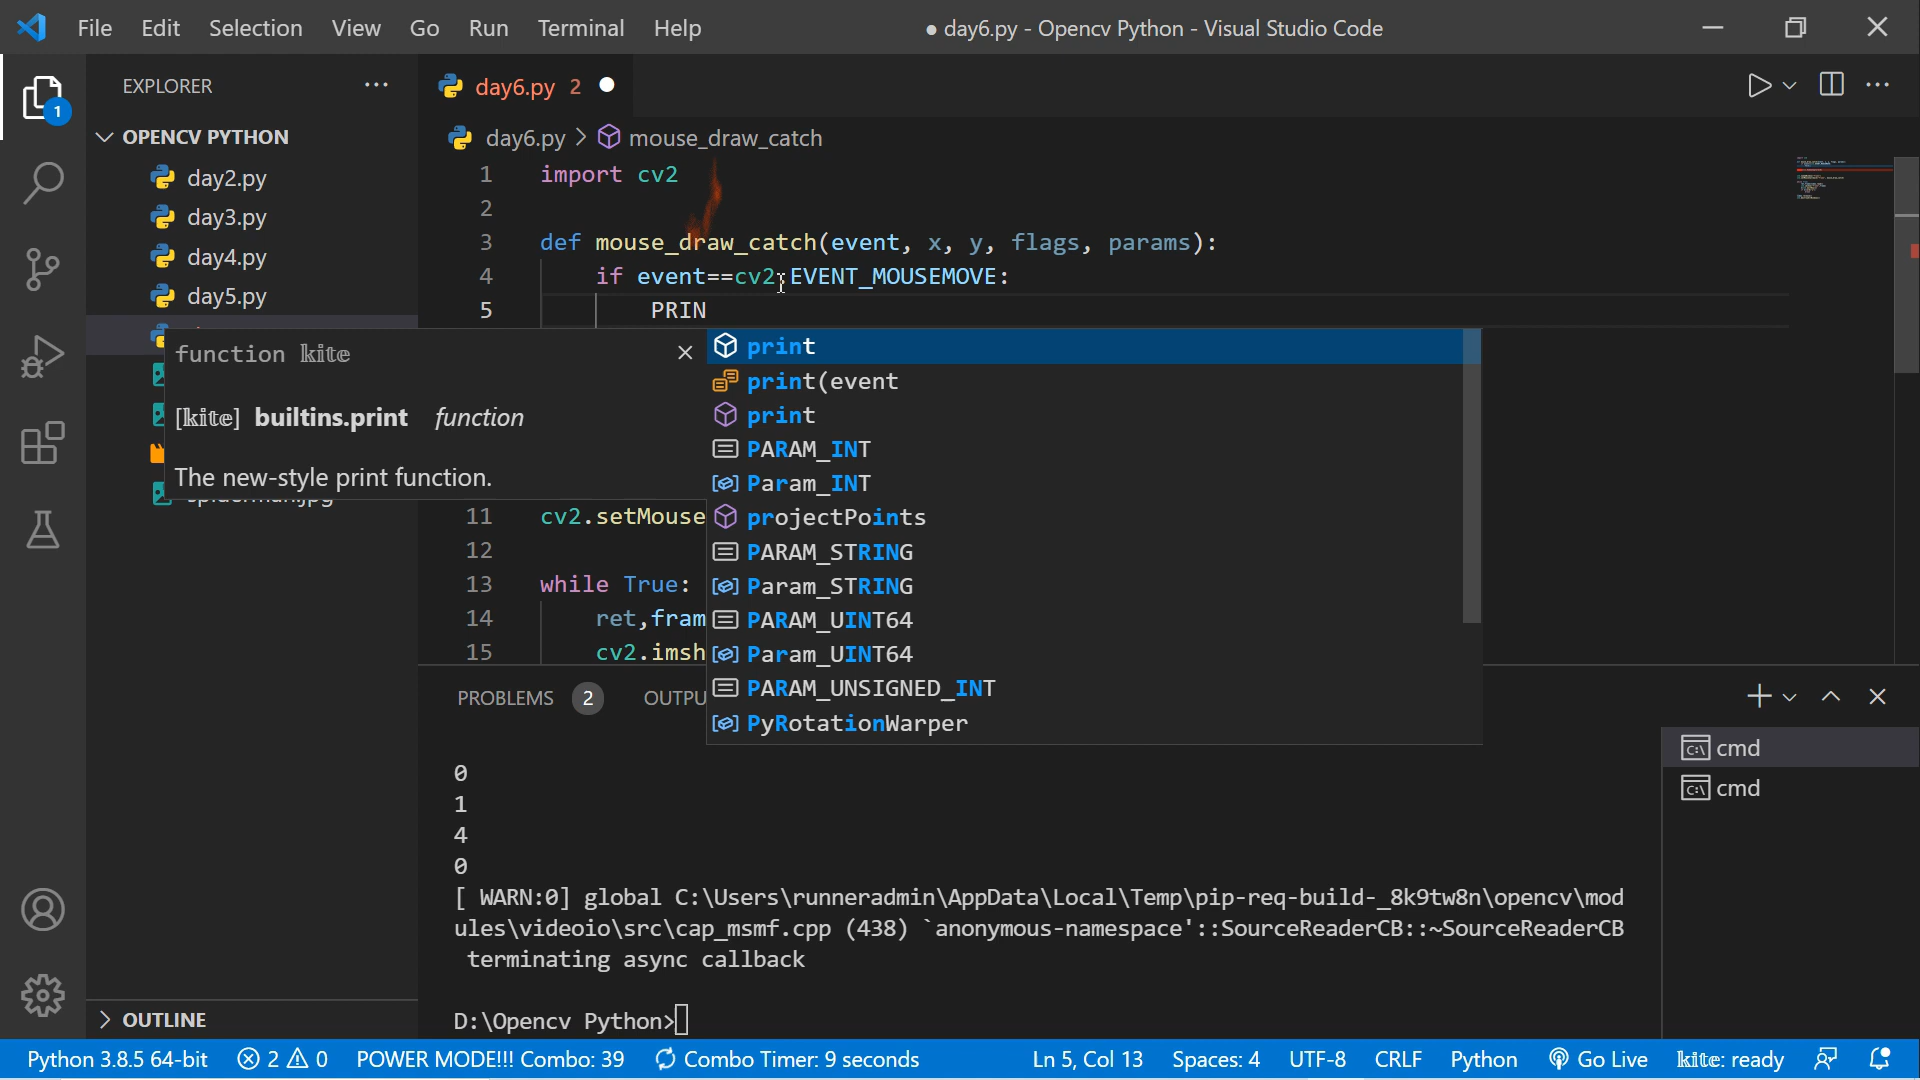 File Edit Selection View Go Run Terminal Help
● day6.py - Opencv Python - Visual Studio Code
EXPLORER
day6.py 2
1
OPENCV PYTHON
day6.py > mouse_draw_catch
day2.py
day3.py
day4.py
day5.py
1 import cv2
2
3 def mouse_draw_catch(event, x, y, flags, params):
4 if event==cv2.EVENT_MOUSEMOVE:
5 PRIN
function kite
[kite] builtins.print function
The new-style print function.
spiderman.jpg
print
print(event
print
PARAM_INT
Param_INT
projectPoints
PARAM_STRING
Param_STRING
PARAM_UINT64
Param_UINT64
PARAM_UNSIGNED_INT
PyRotationWarper
11 cv2.setMouse
12
13 while True:
14 ret,fram
15 cv2.imsh
PROBLEMS 2 OUTPU
cmd
cmd
0
1
4
0
[ WARN:0] global C:\Users\runneradmin\AppData\Local\Temp\pip-req-build-_8k9tw8n\opencv\mod
ules\videoio\src\cap_msmf.cpp (438) `anonymous-namespace'::SourceReaderCB::~SourceReaderCB
terminating async callback
D:\Opencv Python>
OUTLINE
Python 3.8.5 64-bit 2 0 POWER MODE!!! Combo: 39 Combo Timer: 9 seconds Ln 5, Col 13 Spaces: 4 UTF-8 CRLF Python Go Live kite: ready